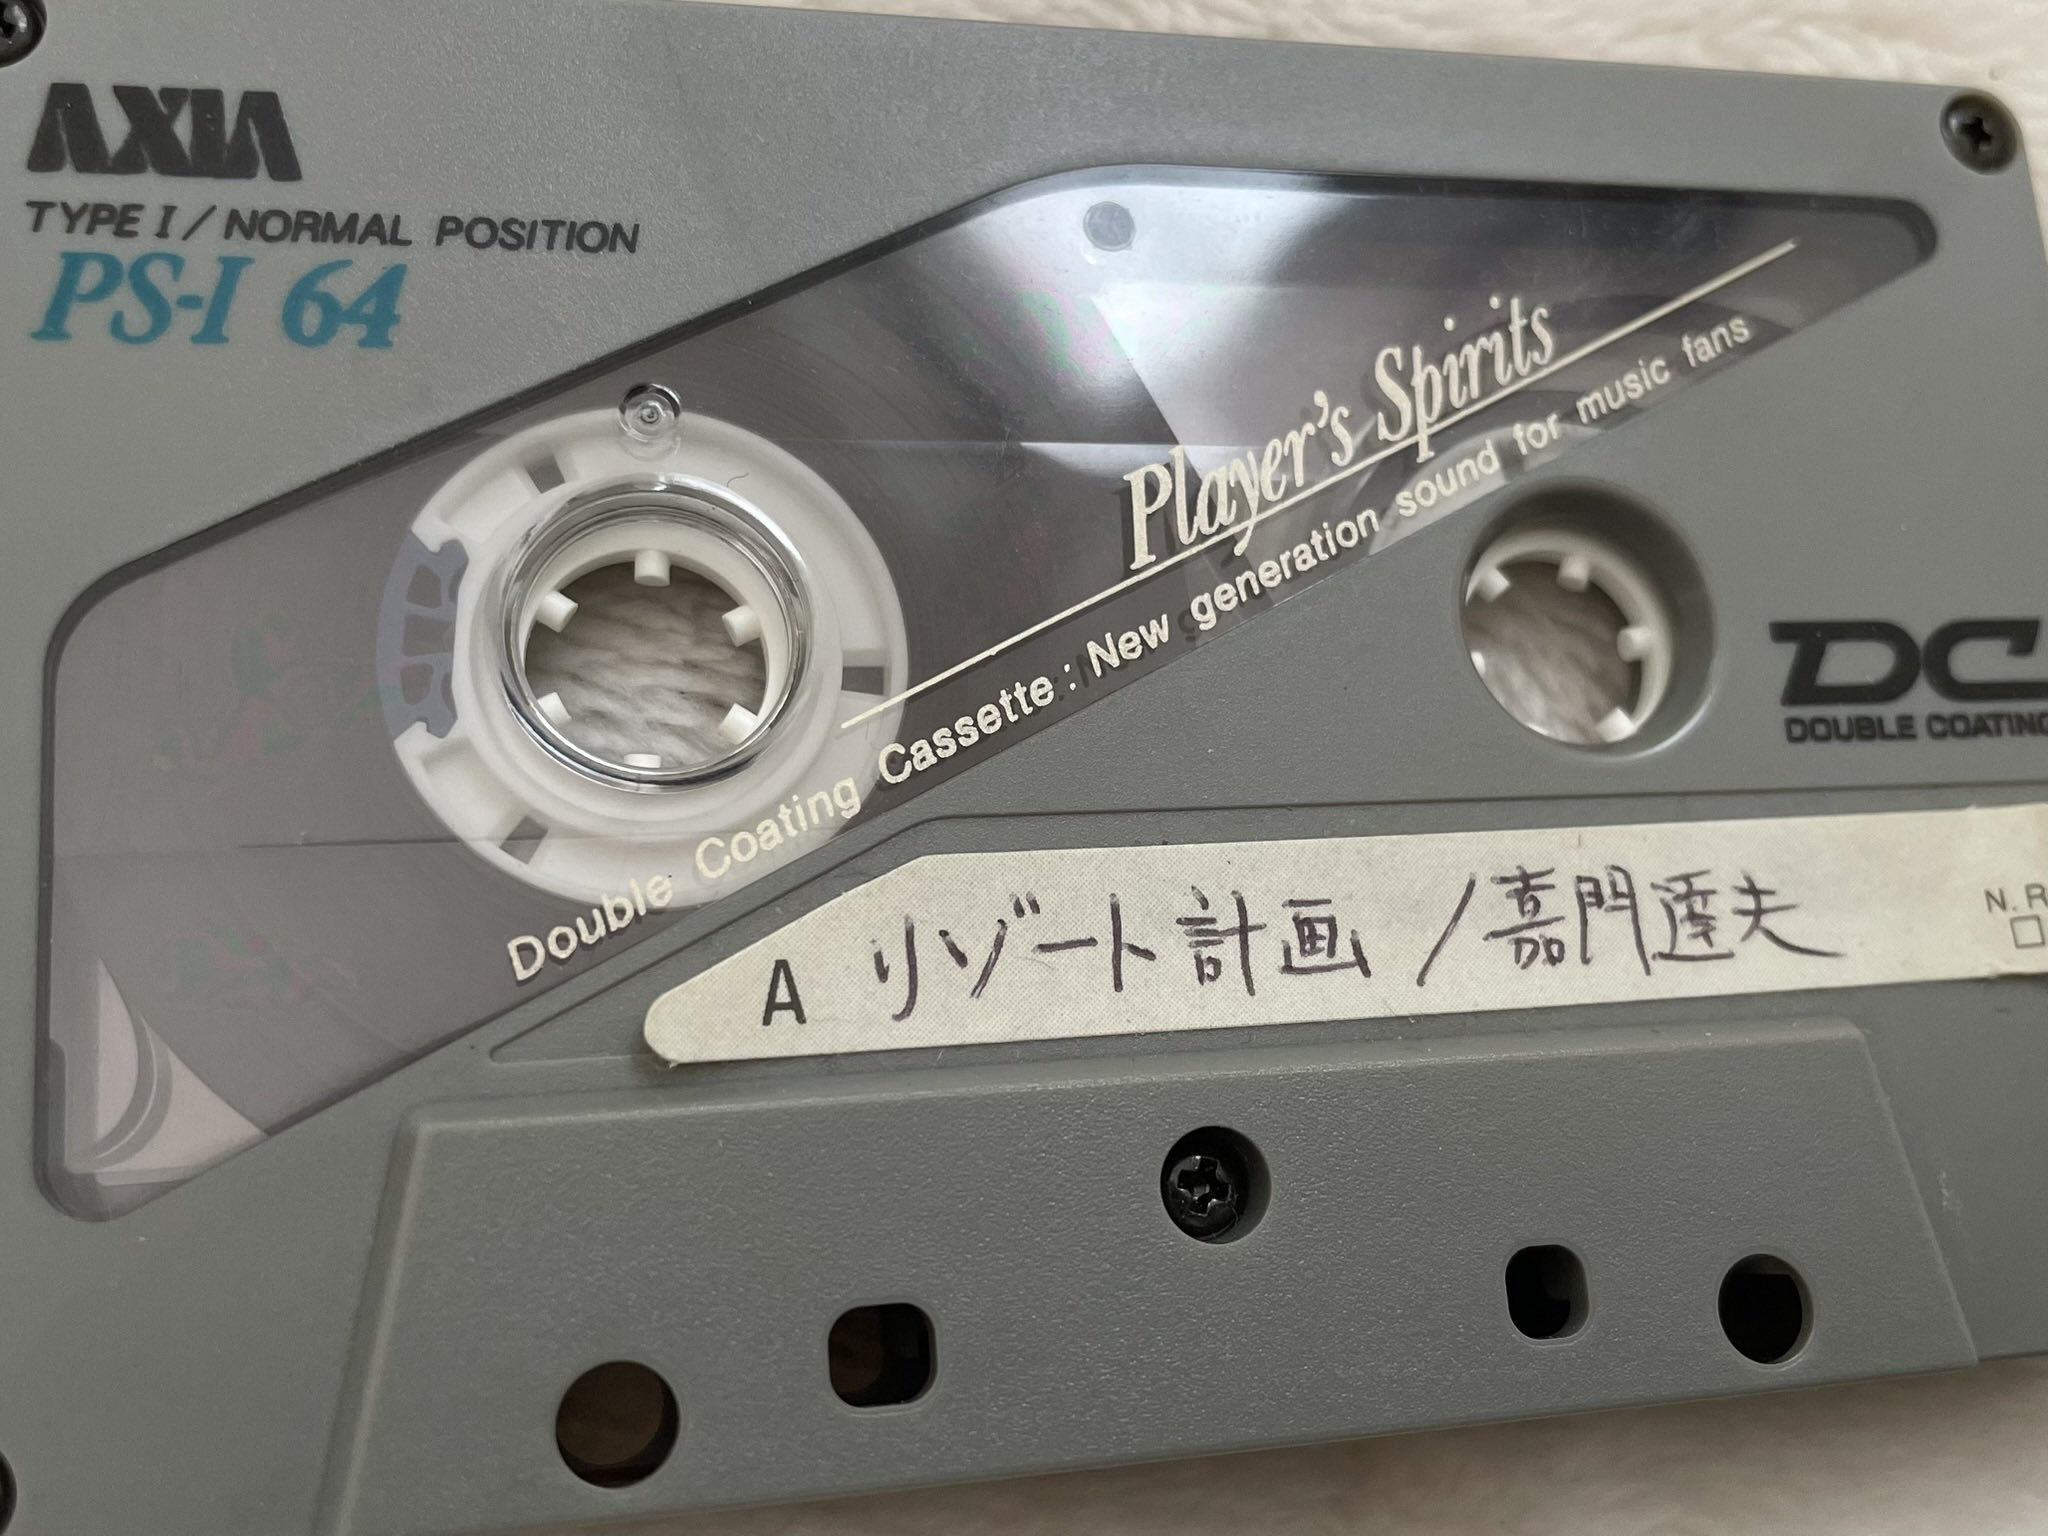 AXIA
TYPE I / NORMAL POSITION
PS-I 64
Player's Spirits
Double Coating Cassette : New generation sound for music fans
DC
DOUBLE COATING
A リゾート計画 / 嘉門達夫
N.R